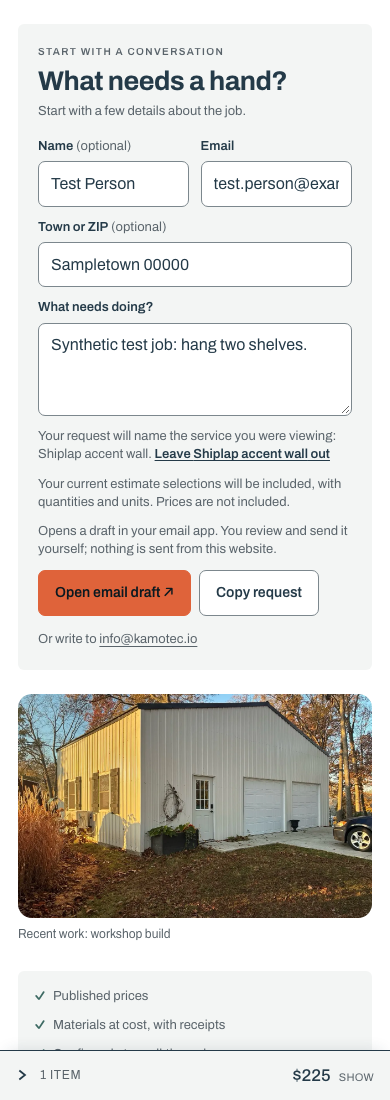 START WITH A CONVERSATION
What needs a hand?
Start with a few details about the job.
Name (optional)
Email
Test Person
test.person@exar
Town or ZIP (optional)
Sampletown 00000
What needs doing?
Synthetic test job: hang two shelves.
Your request will name the service you were viewing:
Shiplap accent wall. Leave Shiplap accent wall out
Your current estimate selections will be included, with
quantities and units. Prices are not included.
Opens a draft in your email app. You review and send it
yourself; nothing is sent from this website.
Open email draft ↗
Copy request
Or write to info@kamotec.io
Recent work: workshop build
Published prices
Materials at cost, with receipts
1 ITEM
$225 SHOW